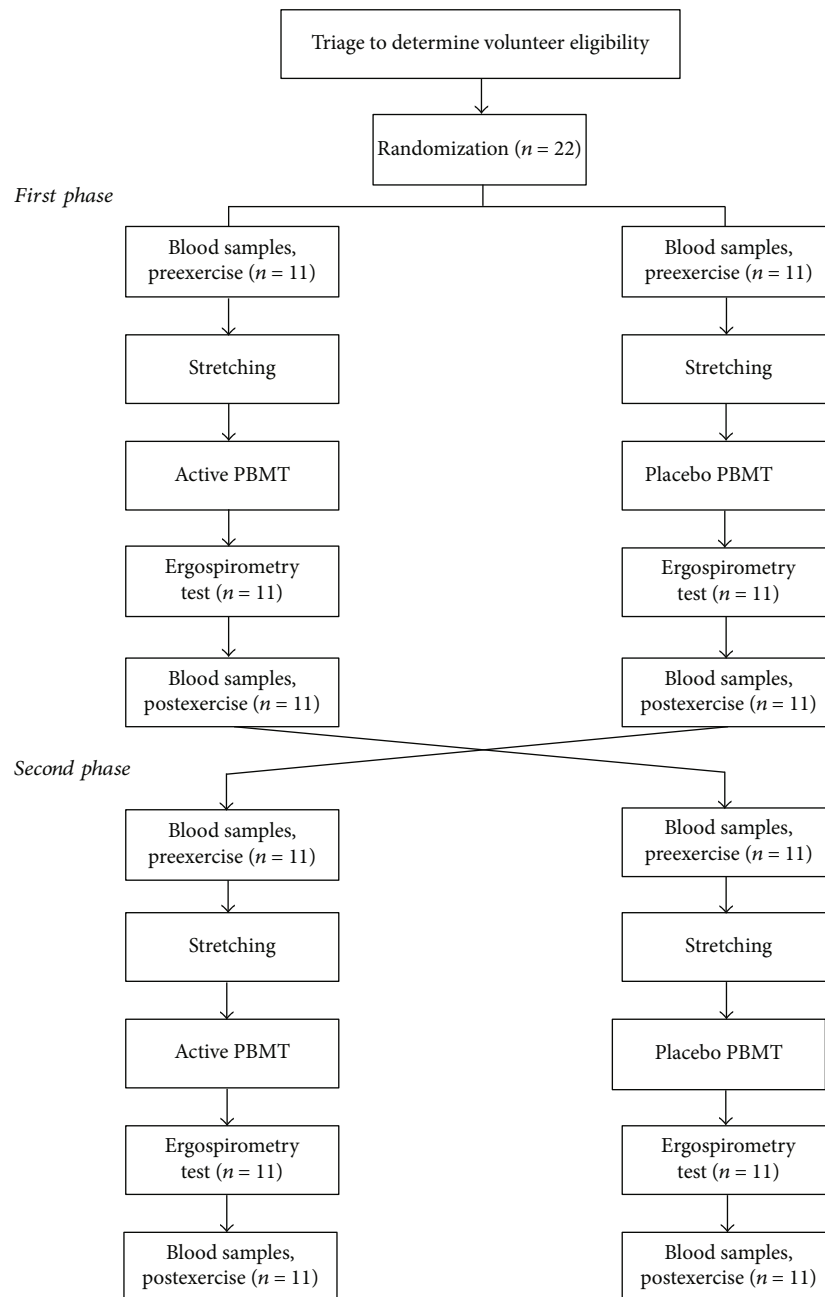 Triage to determine volunteer eligibility
Randomization (n = 22)
First phase
Blood samples,
preexercise (n = 11)
Stretching
Active PBMT
Ergospirometry
test (n = 11)
Blood samples,
postexercise (n = 11)
Blood samples,
preexercise (n = 11)
Stretching
Placebo PBMT
Ergospirometry
test (n = 11)
Blood samples,
postexercise (n = 11)
Second phase
Blood samples,
preexercise (n = 11)
Stretching
Active PBMT
Ergospirometry
test (n = 11)
Blood samples,
postexercise (n = 11)
Blood samples,
preexercise (n = 11)
Stretching
Placebo PBMT
Ergospirometry
test (n = 11)
Blood samples,
postexercise (n = 11)